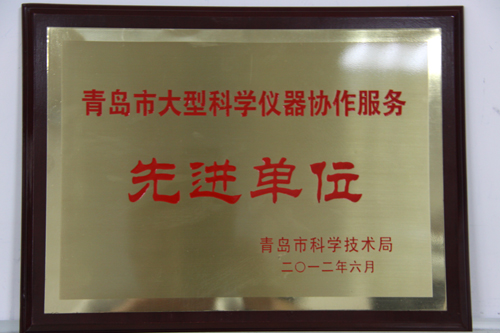 青岛市大型科学仪器协作服务
先进单位
青岛市科学技术局
二〇一二年六月